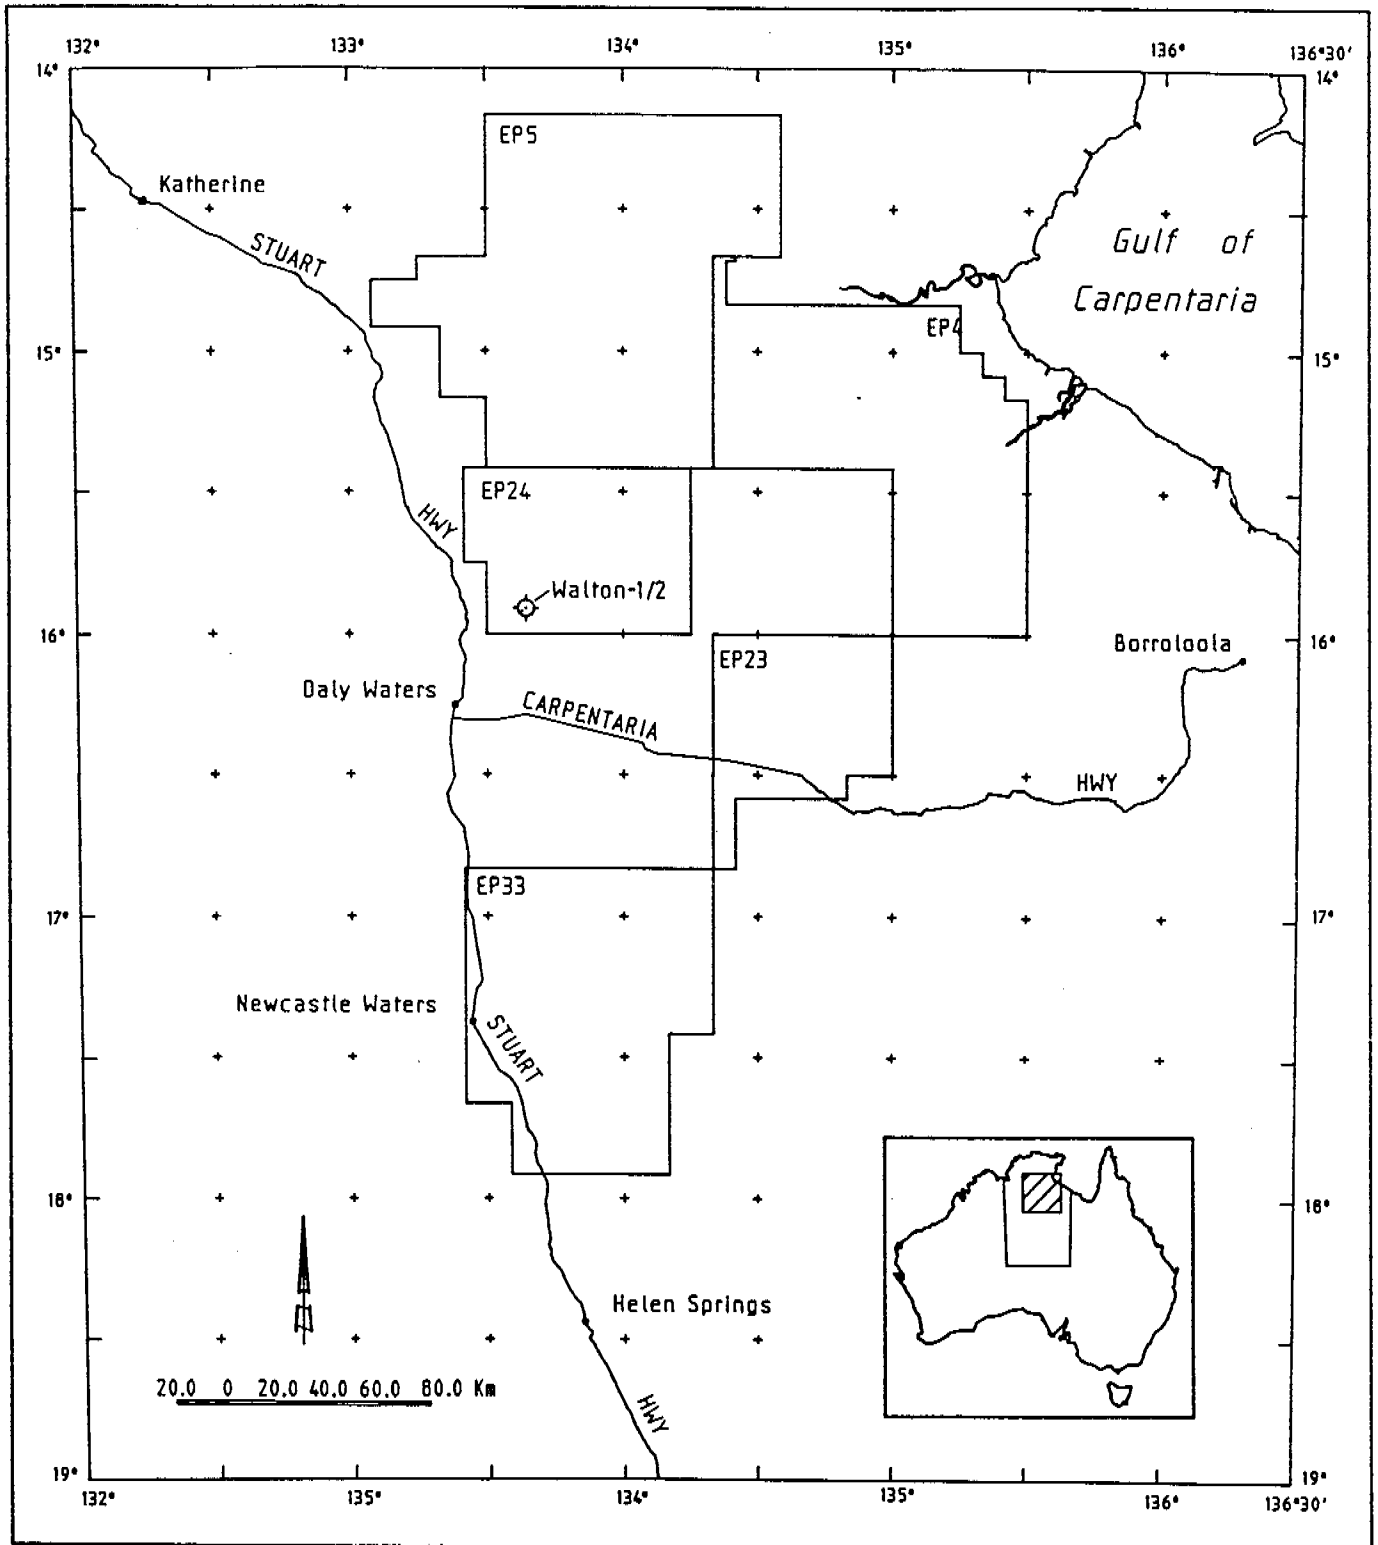 132° 133° 134° 135° 136° 136°30'
14° 14°
EP5
Katherine
STUART
Gulf of
Carpentaria
EP4
15° 15°
EP24
HWY
Walton-1/2
16° 16°
Borroloola
EP23
Daly Waters
CARPENTARIA
HWY
EP33
17° 17°
Newcastle Waters
STUART
18° 18°
Helen Springs
20.0 0 20.0 40.0 60.0 80.0 Km
HWY
19° 19°
132° 135° 134° 135° 136° 136°30'